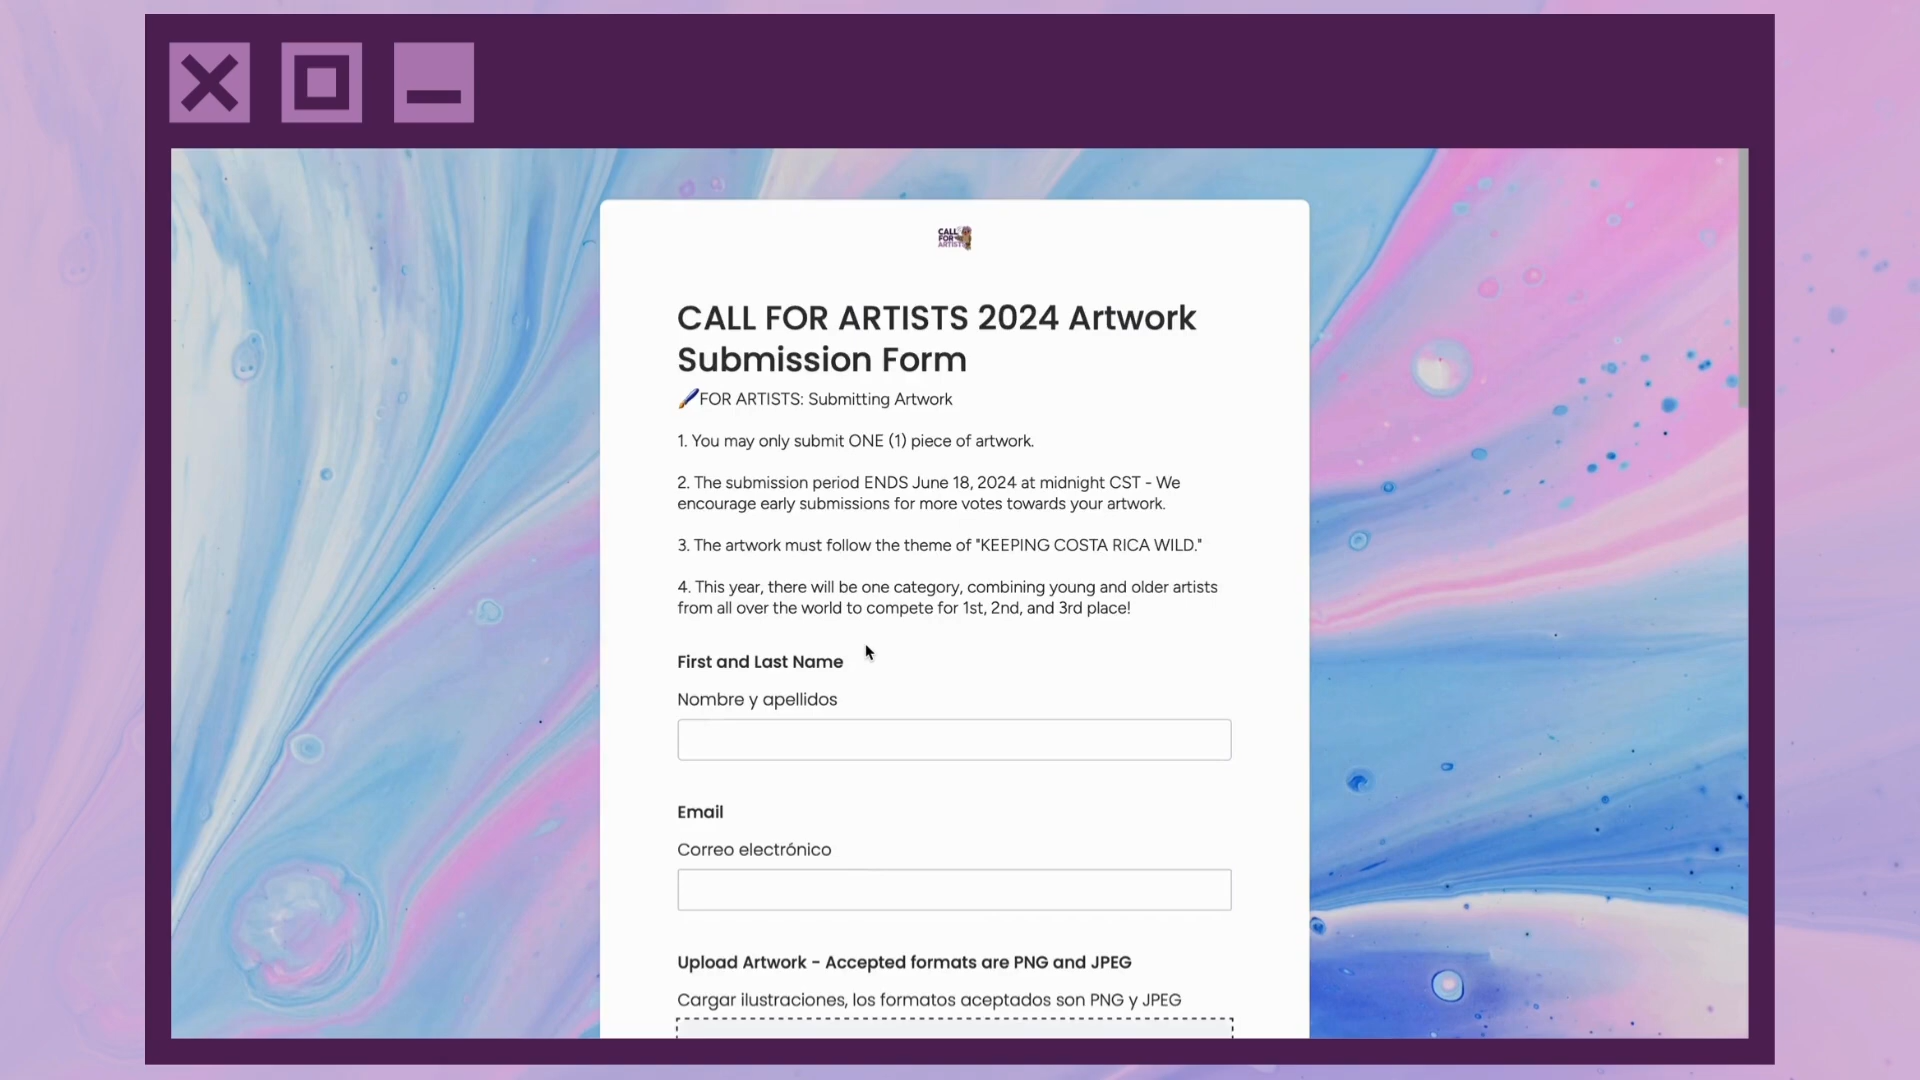 CALL
FOR
ARTISTS
CALL FOR ARTISTS 2024 Artwork
Submission Form
🖌️FOR ARTISTS: Submitting Artwork
1. You may only submit ONE (1) piece of artwork.
2. The submission period ENDS June 18, 2024 at midnight CST - We
encourage early submissions for more votes towards your artwork.
3. The artwork must follow the theme of "KEEPING COSTA RICA WILD."
4. This year, there will be one category, combining young and older artists
from all over the world to compete for 1st, 2nd, and 3rd place!
First and Last Name
Nombre y apellidos
Email
Correo electrónico
Upload Artwork - Accepted formats are PNG and JPEG
Cargar ilustraciones, los formatos aceptados son PNG y JPEG